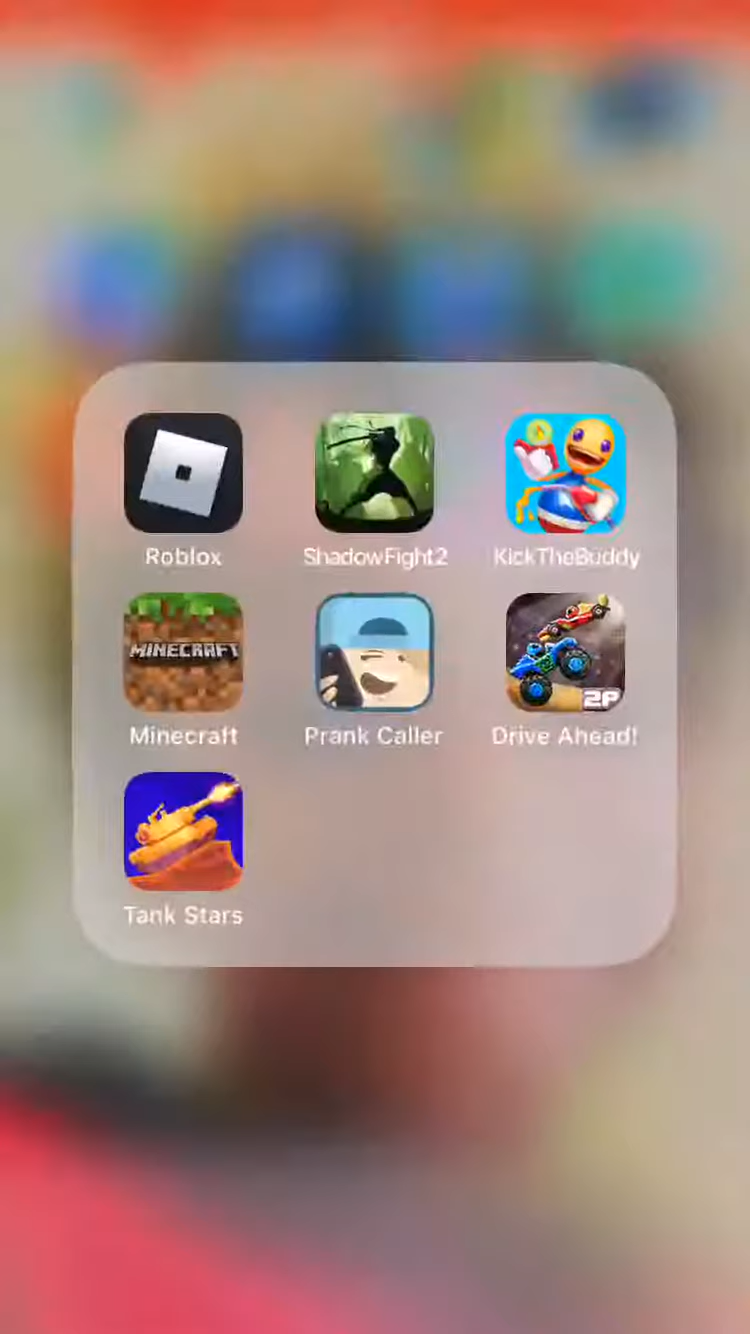 Roblox
ShadowFight2
KickTheBuddy
MINECRAFT
2P
Minecraft
Prank Caller
Drive Ahead!
Tank Stars